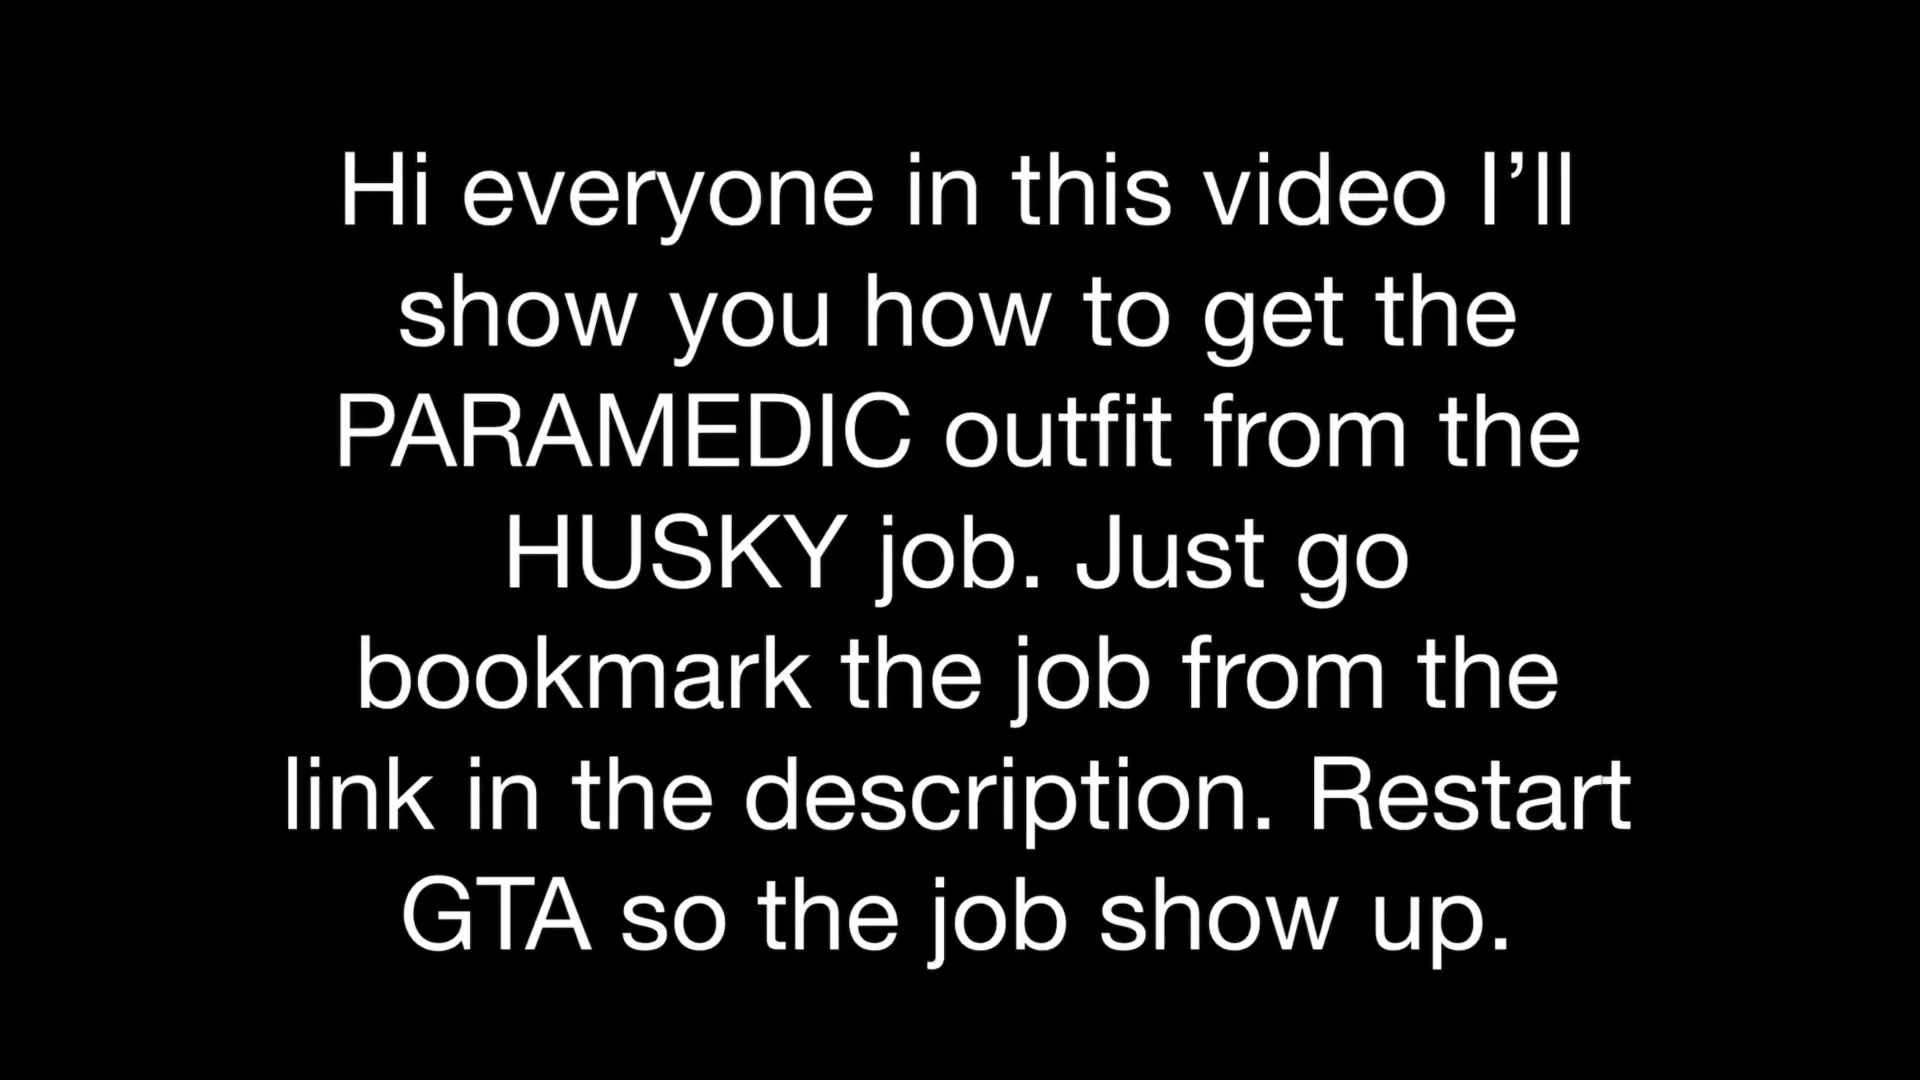 Hi everyone in this video I’ll
show you how to get the
PARAMEDIC outfit from the
HUSKY job. Just go
bookmark the job from the
link in the description. Restart
GTA so the job show up.